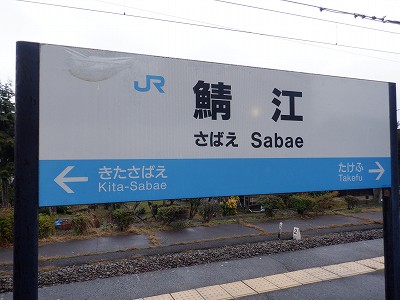 JR
鯖江
さばえ Sabae
← きたさばえ
Kita-Sabae
たけふ →
Takefu